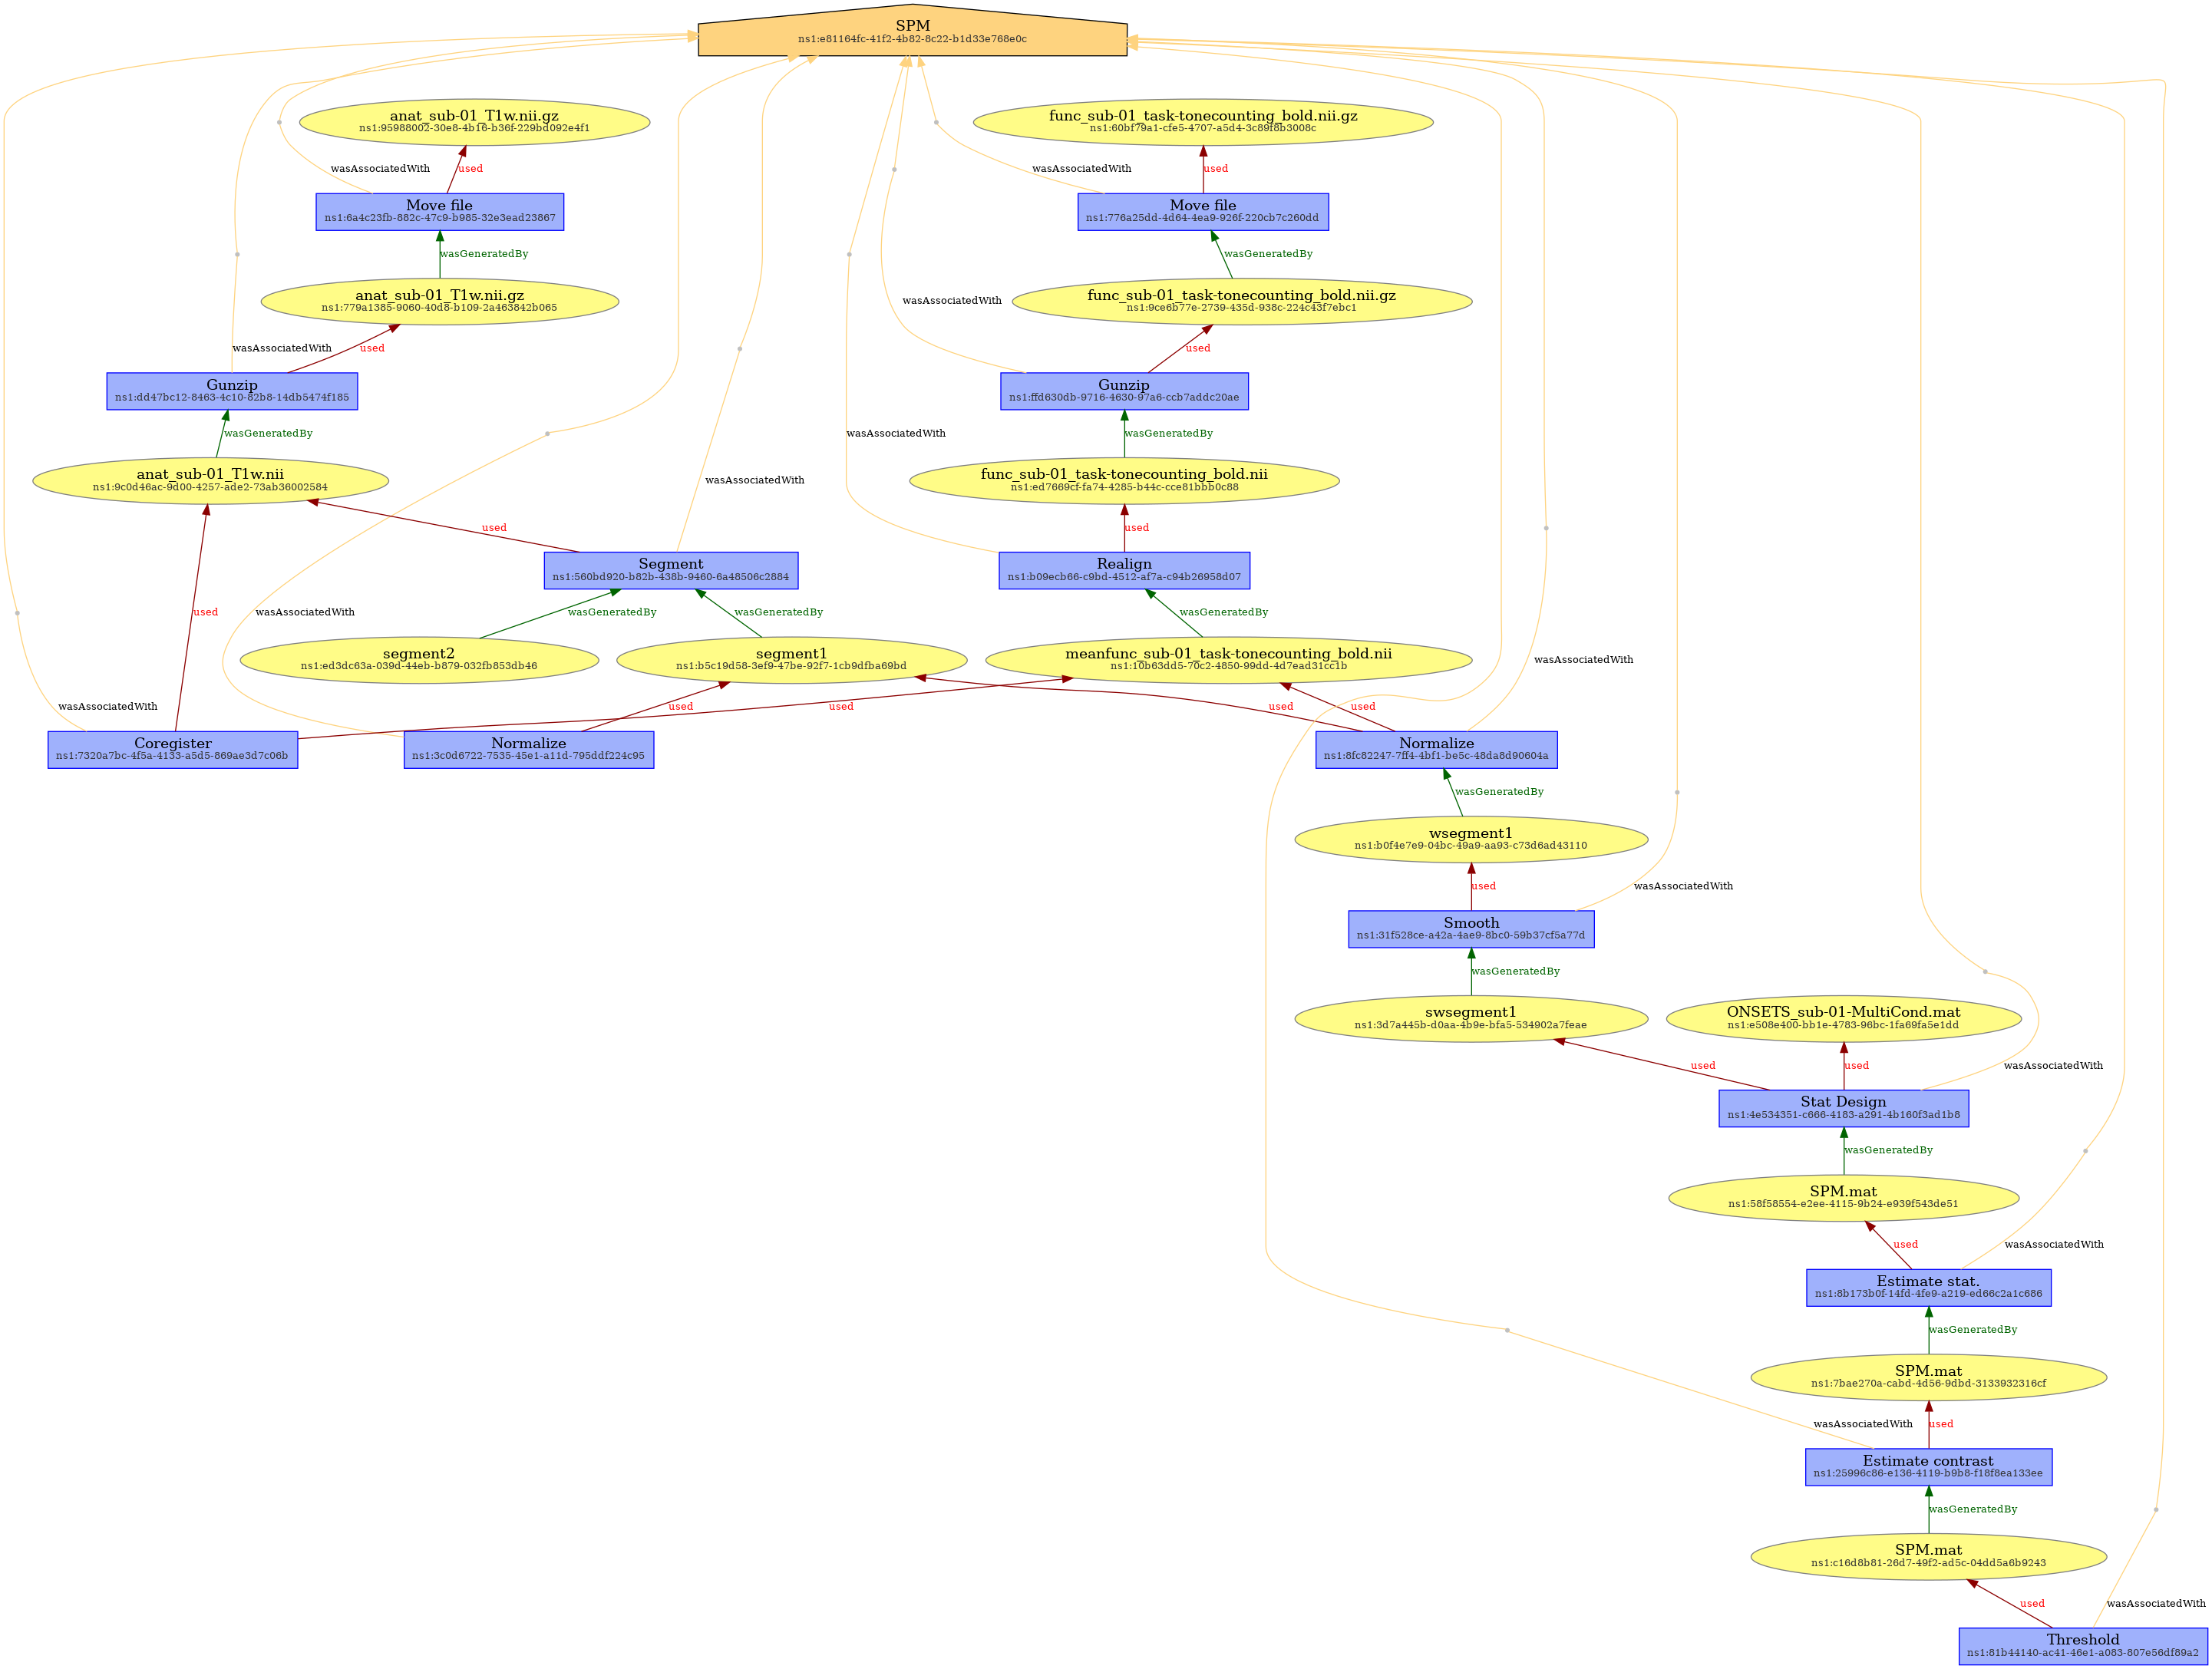 SPM
ns1:e81164fc-41f2-4b82-8c22-b1d33e768e0c
anat_sub-01_T1w.nii.gz
ns1:95988002-30e8-4b16-b36f-229bd092e4f1
func_sub-01_task-tonecounting_bold.nii.gz
ns1:60bf79a1-cfe5-4707-a5d4-3c89f8b3008c
wasAssociatedWith
used
wasAssociatedWith
used
Move file
ns1:6a4c23fb-882c-47c9-b985-32e3ead23867
Move file
ns1:776a25dd-4d64-4ea9-926f-220cb7c260dd
wasGeneratedBy
wasGeneratedBy
anat_sub-01_T1w.nii.gz
ns1:779a1385-9060-40d8-b109-2a463842b065
wasAssociatedWith
func_sub-01_task-tonecounting_bold.nii.gz
ns1:9ce6b77e-2739-435d-938c-224c43f7ebc1
wasAssociatedWith
used
used
Gunzip
ns1:dd47bc12-8463-4c10-82b8-14db5474f185
Gunzip
ns1:ffd630db-9716-4630-97a6-ccb7addc20ae
wasGeneratedBy
wasAssociatedWith
wasGeneratedBy
anat_sub-01_T1w.nii
ns1:9c0d46ac-9d00-4257-ade2-73ab36002584
wasAssociatedWith
func_sub-01_task-tonecounting_bold.nii
ns1:ed7669cf-fa74-4285-b44c-cce81bbb0c88
used
used
Segment
ns1:560bd920-b82b-438b-9460-6a48506c2884
Realign
ns1:b09ecb66-c9bd-4512-af7a-c94b26958d07
used
wasAssociatedWith
wasGeneratedBy
wasGeneratedBy
wasGeneratedBy
segment2
ns1:ed3dc63a-039d-44eb-b879-032fb853db46
segment1
ns1:b5c19d58-3ef9-47be-92f7-1cb9dfba69bd
meanfunc_sub-01_task-tonecounting_bold.nii
ns1:10b63dd5-70c2-4850-99dd-4d7ead31cc1b
wasAssociatedWith
wasAssociatedWith
used
used
used
used
Coregister
ns1:7320a7bc-4f5a-4133-a5d5-869ae3d7c06b
Normalize
ns1:3c0d6722-7535-45e1-a11d-795ddf224c95
Normalize
ns1:8fc82247-7ff4-4bf1-be5c-48da8d90604a
wasGeneratedBy
wsegment1
ns1:b0f4e7e9-04bc-49a9-aa93-c73d6ad43110
used
wasAssociatedWith
Smooth
ns1:31f528ce-a42a-4ae9-8bc0-59b37cf5a77d
wasGeneratedBy
swsegment1
ns1:3d7a445b-d0aa-4b9e-bfa5-534902a7feae
ONSETS_sub-01-MultiCond.mat
ns1:e508e400-bb1e-4783-96bc-1fa69fa5e1dd
used
used
wasAssociatedWith
Stat Design
ns1:4e534351-c666-4183-a291-4b160f3ad1b8
wasGeneratedBy
SPM.mat
ns1:58f58554-e2ee-4115-9b24-e939f543de51
used
wasAssociatedWith
Estimate stat.
ns1:8b173b0f-14fd-4fe9-a219-ed66c2a1c686
wasGeneratedBy
SPM.mat
ns1:7bae270a-cabd-4d56-9dbd-3133932316cf
wasAssociatedWith
used
Estimate contrast
ns1:25996c86-e136-4119-b9b8-f18f8ea133ee
wasGeneratedBy
SPM.mat
ns1:c16d8b81-26d7-49f2-ad5c-04dd5a6b9243
used
wasAssociatedWith
Threshold
ns1:81b44140-ac41-46e1-a083-807e56df89a2